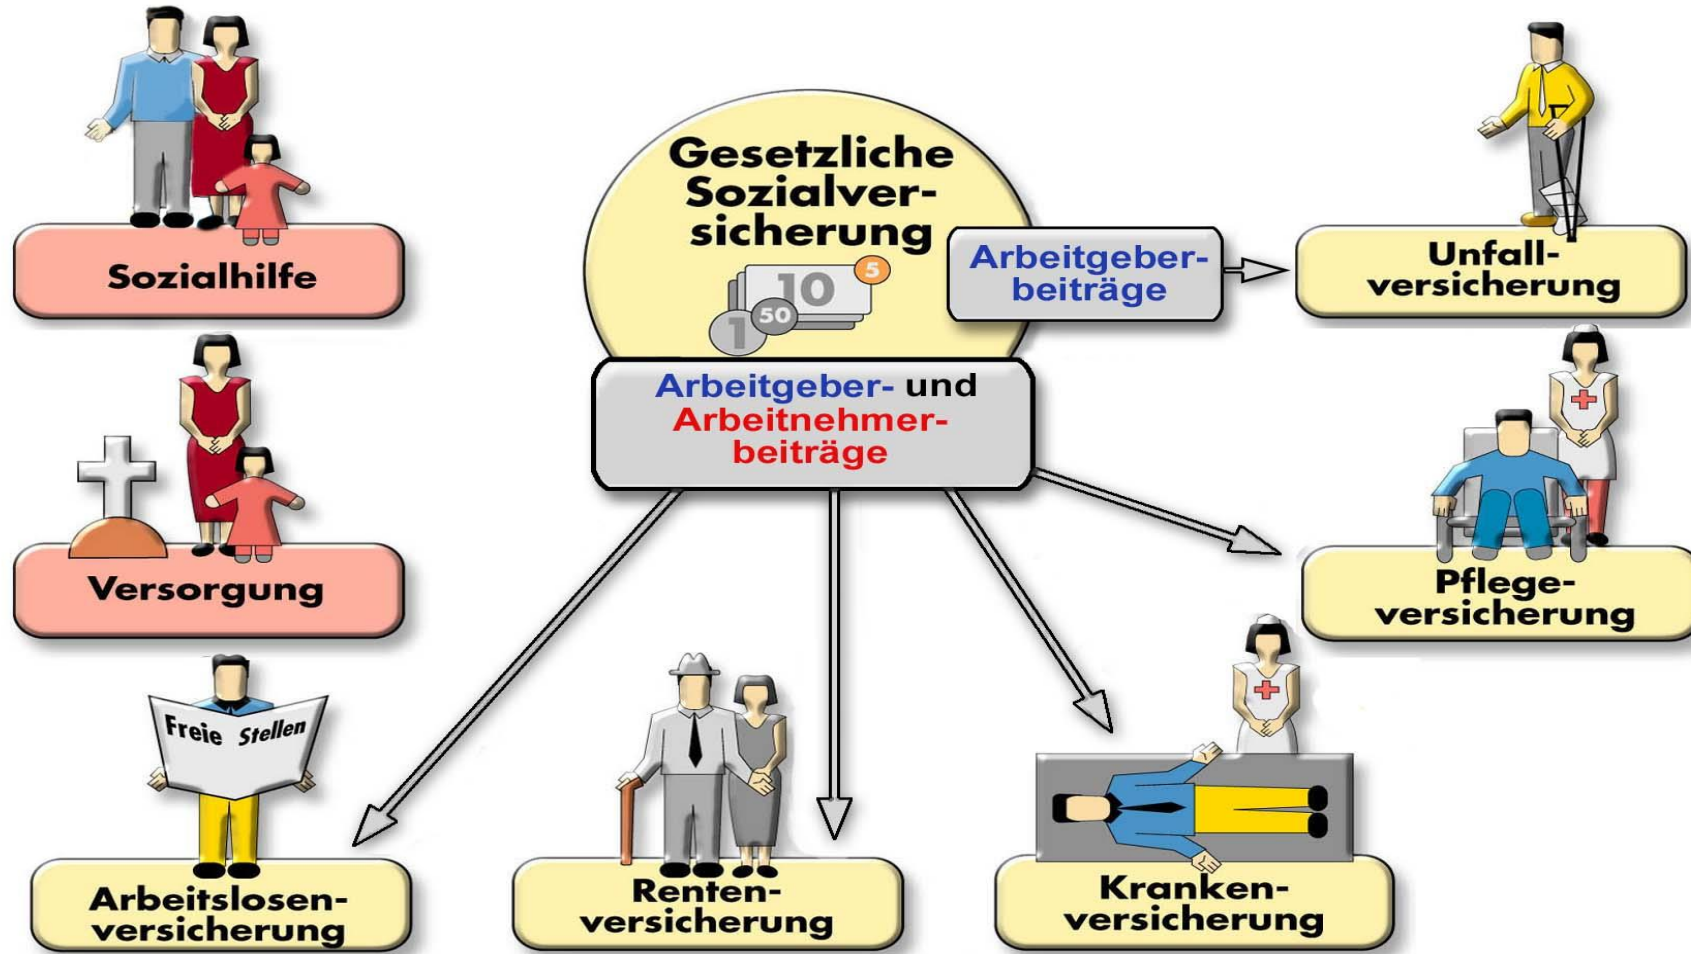 Sozialhilfe
Gesetzliche
Sozialver-
sicherung
10
5
50
1
Arbeitgeber-
beiträge
Unfall-
versicherung
Arbeitgeber- und
Arbeitnehmer-
beiträge
Versorgung
Pflege-
versicherung
Freie Stellen
Arbeitslosen-
versicherung
Renten-
versicherung
Kranken-
versicherung